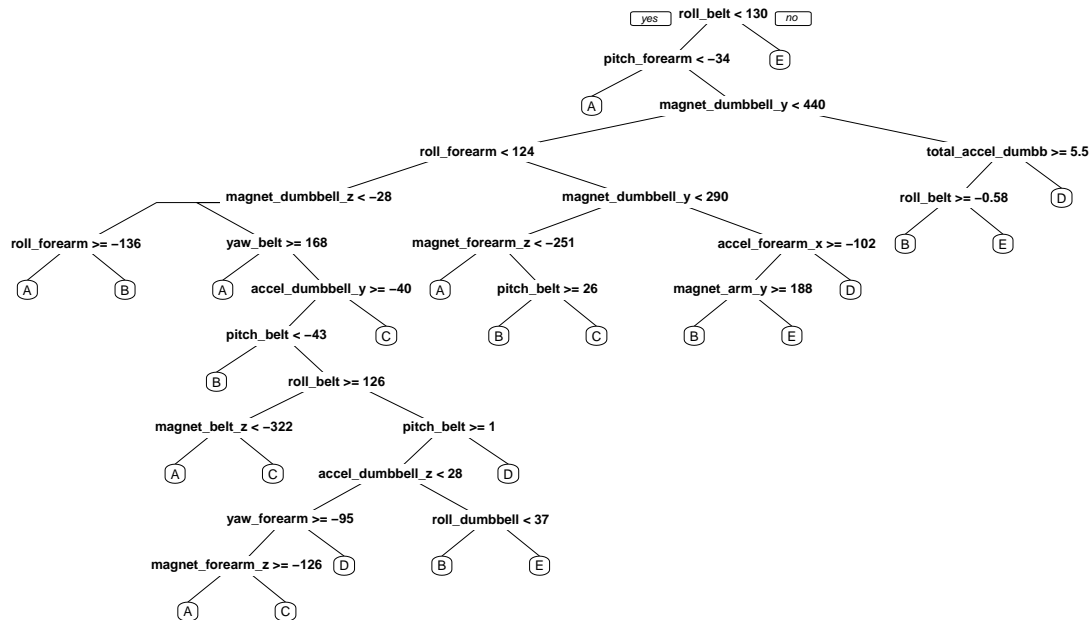 yes roll_belt < 130 no
pitch_forearm < −34 E
A magnet_dumbbell_y < 440
roll_forearm < 124 total_accel_dumbb >= 5.5
magnet_dumbbell_z < −28 magnet_dumbbell_y < 290 roll_belt >= −0.58 D
roll_forearm >= −136 yaw_belt >= 168 magnet_forearm_z < −251 accel_forearm_x >= −102 B E
A B A accel_dumbbell_y >= −40 A pitch_belt >= 26 magnet_arm_y >= 188 D
pitch_belt < −43 C B C B E
B roll_belt >= 126
magnet_belt_z < −322 pitch_belt >= 1
A C accel_dumbbell_z < 28 D
yaw_forearm >= −95 roll_dumbbell < 37
magnet_forearm_z >= −126 D B E
A C